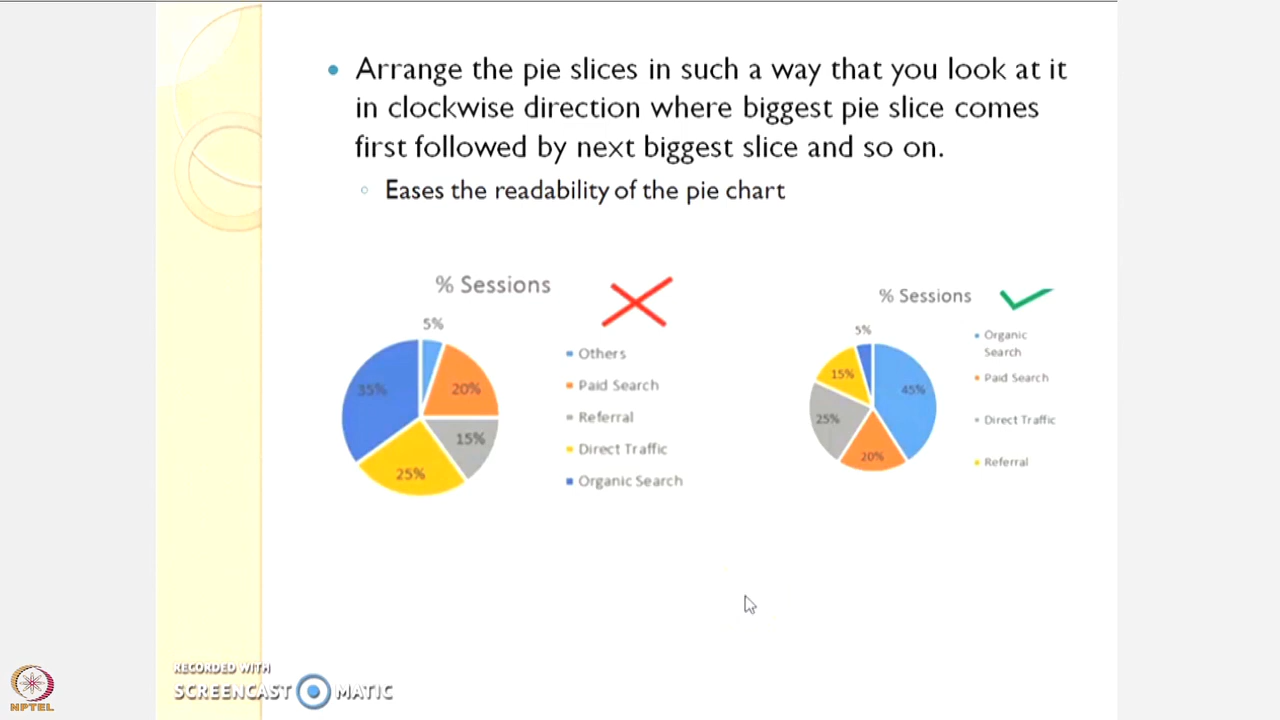 Arrange the pie slices in such a way that you look at it
in clockwise direction where biggest pie slice comes
first followed by next biggest slice and so on.
Eases the readability of the pie chart
% Sessions
5%
35%
20%
15%
25%
Others
Paid Search
Referral
Direct Traffic
Organic Search
% Sessions
5%
15%
45%
25%
20%
Organic
Search
Paid Search
Direct Traffic
Referral
RECORDED WITH
SCREENCAST MATIC
NPTEL